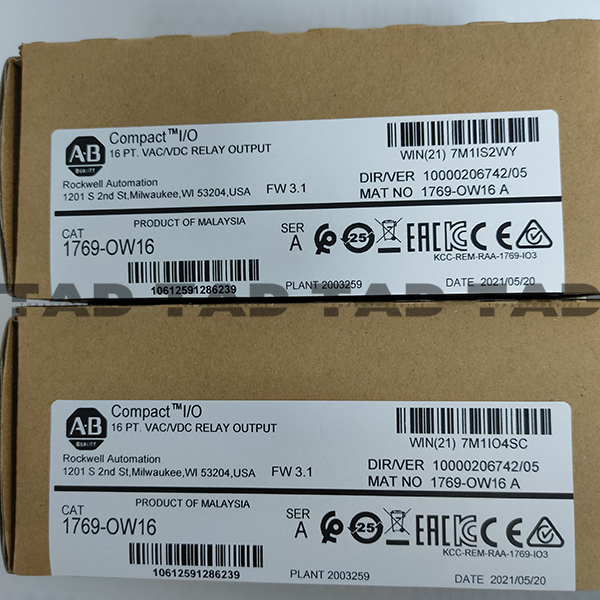 A-B
QUALITY
Compact™I/O
16 PT. VAC/VDC RELAY OUTPUT
Rockwell Automation
1201 S 2nd St,Milwaukee,WI 53204,USA FW 3.1
WIN(21) 7M1IS2WY
DIR/VER 10000206742/05
MAT NO 1769-OW16 A
PRODUCT OF MALAYSIA
CAT
1769-OW16
SER
A
25
EAC
KC
CE
KCC-REM-RAA-1769-IO3
10612591286239
PLANT 2003259
DATE 2021/05/20
TAD TAD TAD TAD
A-B
QUALITY
Compact™I/O
16 PT. VAC/VDC RELAY OUTPUT
Rockwell Automation
1201 S 2nd St,Milwaukee,WI 53204,USA FW 3.1
WIN(21) 7M1IO4SC
DIR/VER 10000206742/05
MAT NO 1769-OW16 A
PRODUCT OF MALAYSIA
CAT
1769-OW16
SER
A
25
EAC
KC
CE
KCC-REM-RAA-1769-IO3
10612591286239
PLANT 2003259
DATE 2021/05/20